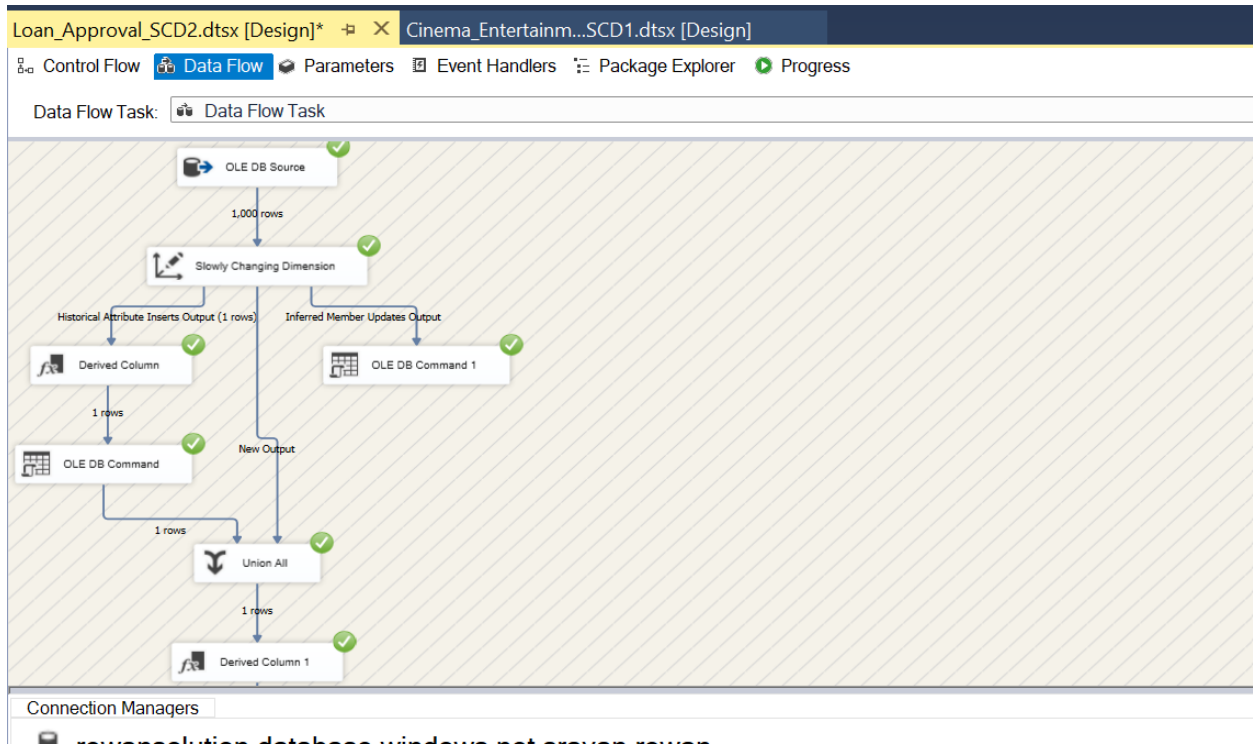 Loan_Approval_SCD2.dtsx [Design]* Cinema_Entertainm...SCD1.dtsx [Design]
Control Flow Data Flow Parameters Event Handlers Package Explorer Progress
Data Flow Task: Data Flow Task
OLE DB Source
1,000 rows
Slowly Changing Dimension
Historical Attribute Inserts Output (1 rows) Inferred Member Updates Output
Derived Column OLE DB Command 1
1 rows
New Output
OLE DB Command
1 rows
Union All
1 rows
Derived Column 1
Connection Managers